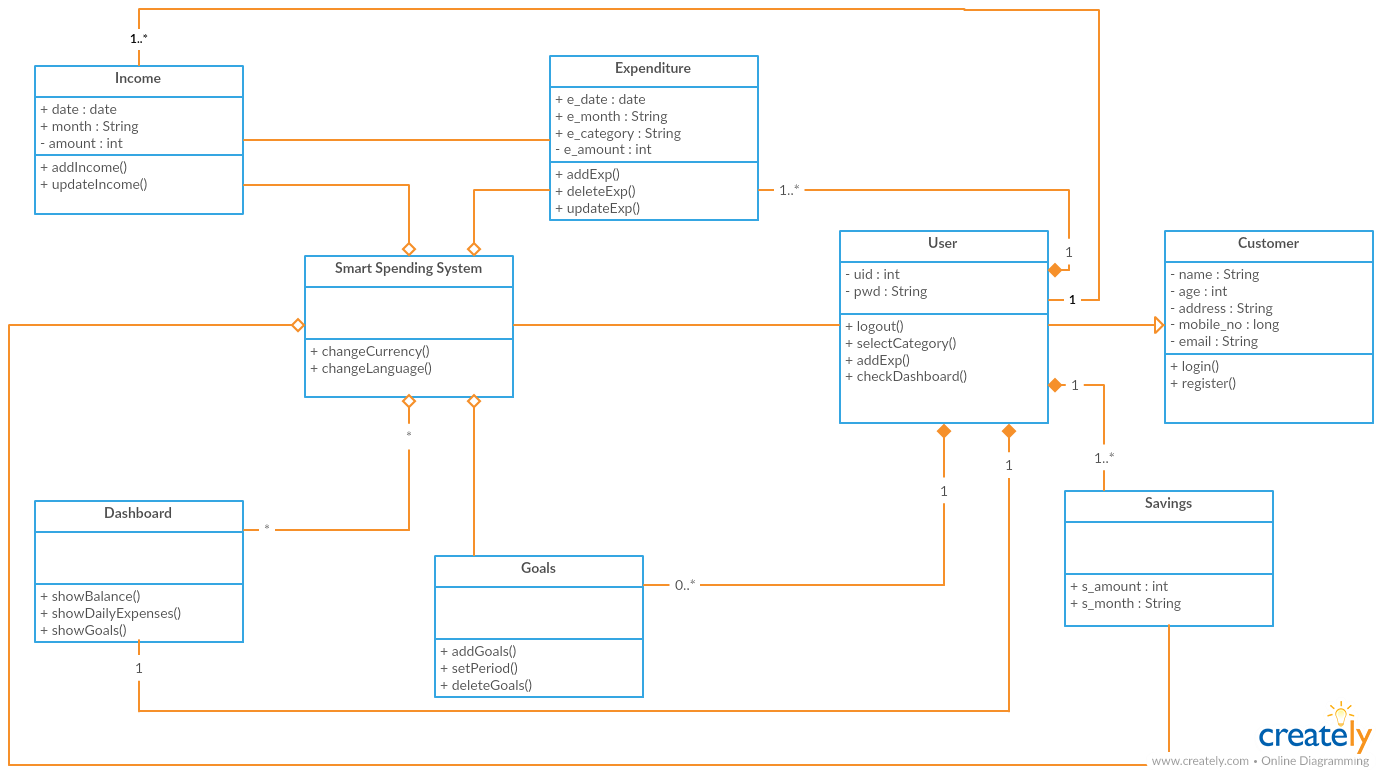 1..*
Income
+ date : date
+ month : String
- amount : int
+ addIncome()
+ updateIncome()
Expenditure
+ e_date : date
+ e_month : String
+ e_category : String
- e_amount : int
+ addExp()
+ deleteExp()
+ updateExp()
1..*
1
1
Smart Spending System
+ changeCurrency()
+ changeLanguage()
User
- uid : int
- pwd : String
+ logout()
+ selectCategory()
+ addExp()
+ checkDashboard()
Customer
- name : String
- age : int
- address : String
- mobile_no : long
- email : String
+ login()
+ register()
1
1..*
1
1
*
*
Dashboard
+ showBalance()
+ showDailyExpenses()
+ showGoals()
1
Goals
+ addGoals()
+ setPeriod()
+ deleteGoals()
0..*
Savings
+ s_amount : int
+ s_month : String
creately
www.creately.com • Online Diagramming